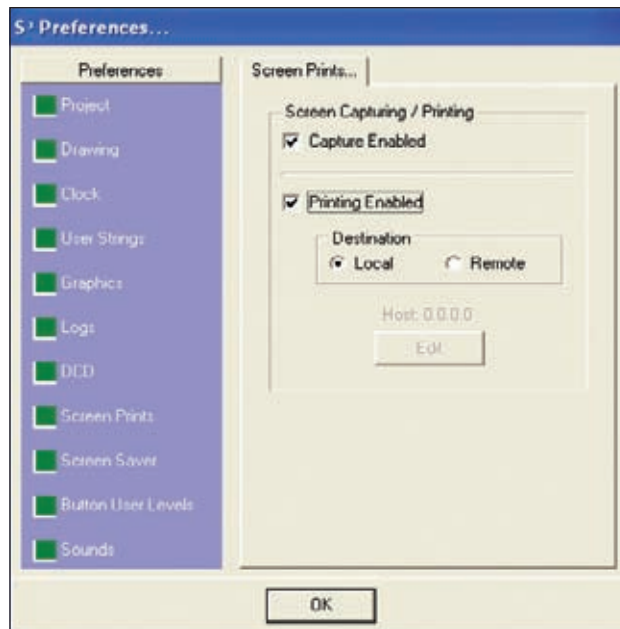 S³ Preferences...
Preferences
Project
Drawing
Clock
User Strings
Graphics
Logs
DCD
Screen Prints
Screen Saver
Button User Levels
Sounds
Screen Prints...
Screen Capturing / Printing
Capture Enabled
Printing Enabled
Destination
Local Remote
Host: 0.0.0.0
Edit
OK